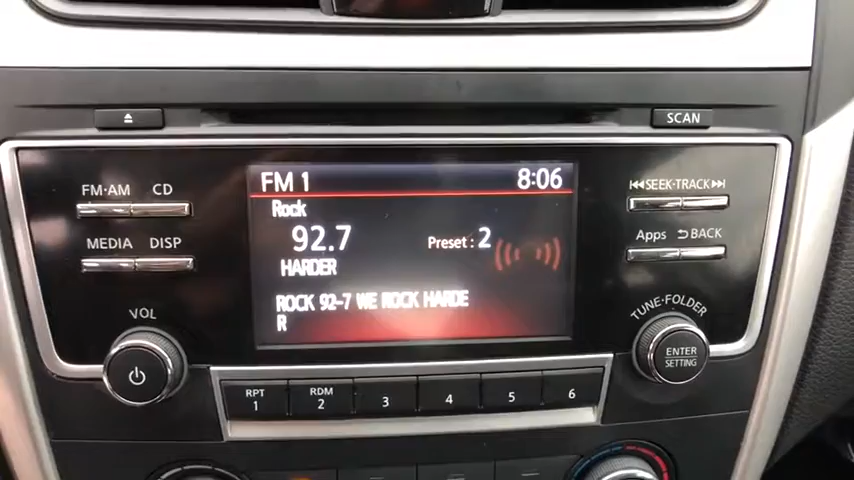 SCAN
FM·AM CD
MEDIA DISP
VOL
FM 1 8:06
Rock
92.7 Preset : 2
HARDER
ROCK 92-7 WE ROCK HARDE
R
SEEK·TRACK
Apps BACK
TUNE·FOLDER
ENTER
SETTING
RPT 1
RDM 2
3
4
5
6